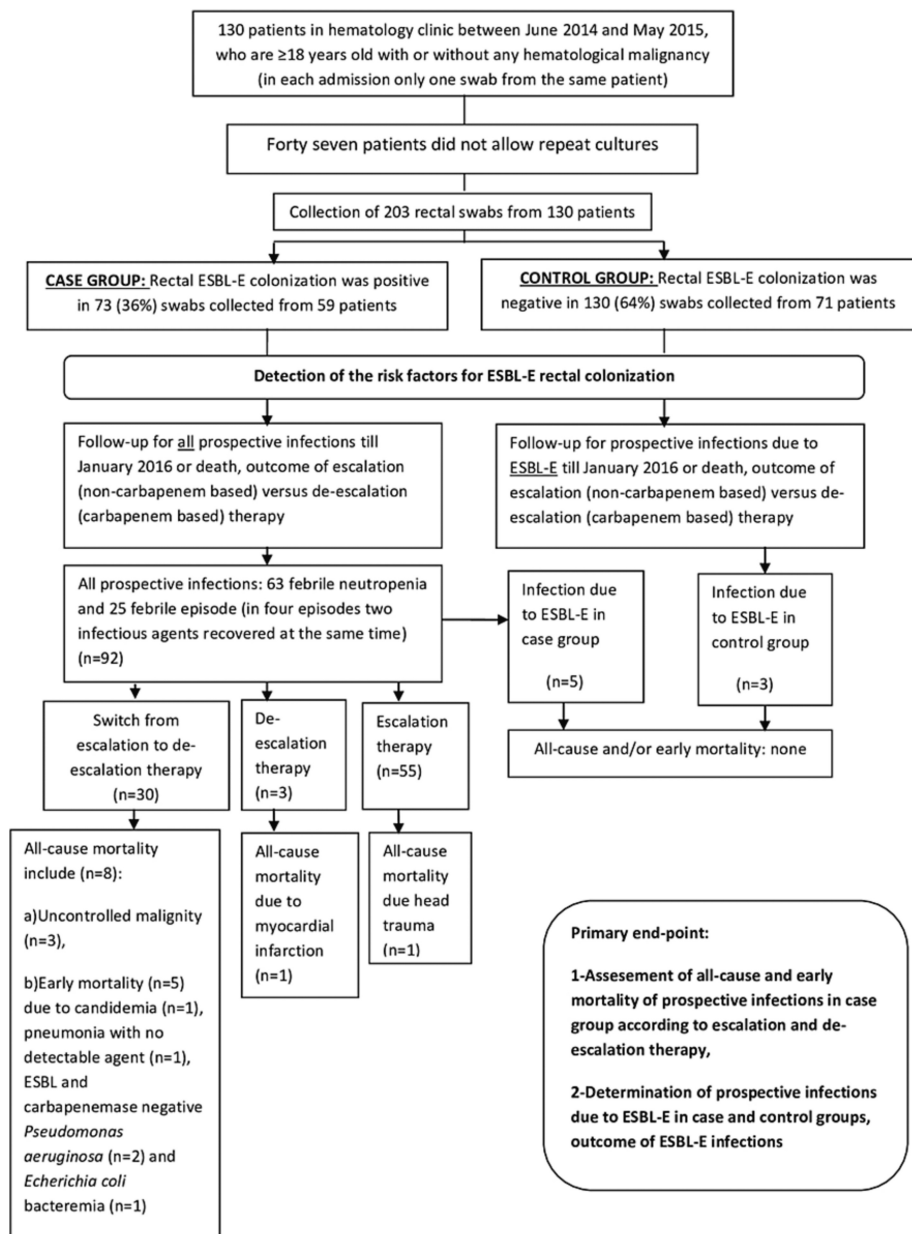 130 patients in hematology clinic between June 2014 and May 2015,
who are ≥18 years old with or without any hematological malignancy
(in each admission only one swab from the same patient)
Forty seven patients did not allow repeat cultures
Collection of 203 rectal swabs from 130 patients
CASE GROUP: Rectal ESBL-E colonization was positive
in 73 (36%) swabs collected from 59 patients
CONTROL GROUP: Rectal ESBL-E colonization was
negative in 130 (64%) swabs collected from 71 patients
Detection of the risk factors for ESBL-E rectal colonization
Follow-up for all prospective infections till
January 2016 or death, outcome of escalation
(non-carbapenem based) versus de-escalation
(carbapenem based) therapy
Follow-up for prospective infections due to
ESBL-E till January 2016 or death, outcome of
escalation (non-carbapenem based) versus de-
escalation (carbapenem based) therapy
All prospective infections: 63 febrile neutropenia
and 25 febrile episode (in four episodes two
infectious agents recovered at the same time)
(n=92)
Infection due
to ESBL-E in
case group
(n=5)
Infection due
to ESBL-E in
control group
(n=3)
All-cause and/or early mortality: none
Switch from
escalation to de-
escalation therapy
(n=30)
De-
escalation
therapy
(n=3)
Escalation
therapy
(n=55)
All-cause mortality
include (n=8):
a)Uncontrolled malignity
(n=3),
b)Early mortality (n=5)
due to candidemia (n=1),
pneumonia with no
detectable agent (n=1),
ESBL and
carbapenemase negative
Pseudomonas
aeruginosa (n=2) and
Echerichia coli
bacteremia (n=1)
All-cause
mortality
due to
myocardial
infarction
(n=1)
All-cause
mortality
due head
trauma
(n=1)
Primary end-point:
1-Assesement of all-cause and early
mortality of prospective infections in case
group according to escalation and de-
escalation therapy,
2-Determination of prospective infections
due to ESBL-E in case and control groups,
outcome of ESBL-E infections